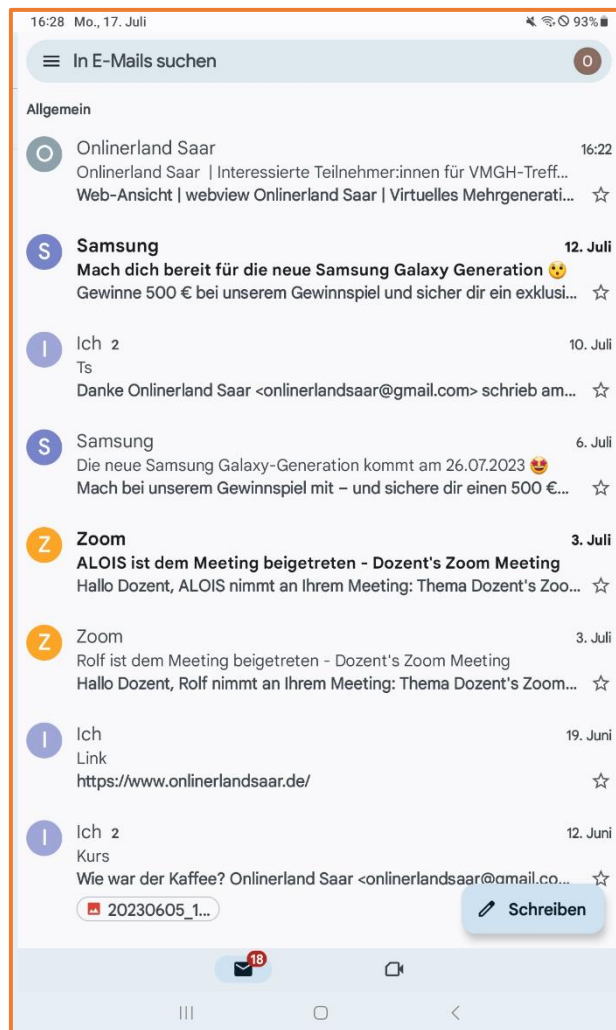 16:28 Mo., 17. Juli 93%
In E-Mails suchen O
Allgemein
O Onlinerland Saar 16:22
Onlinerland Saar | Interessierte Teilnehmer:innen für VMGH-Treff...
Web-Ansicht | webview Onlinerland Saar | Virtuelles Mehrgenerati...
S Samsung 12. Juli
Mach dich bereit für die neue Samsung Galaxy Generation 😯
Gewinne 500 € bei unserem Gewinnspiel und sicher dir ein exklusi...
I Ich 2 10. Juli
Ts
Danke Onlinerland Saar <onlinerlandsaar@gmail.com> schrieb am...
S Samsung 6. Juli
Die neue Samsung Galaxy-Generation kommt am 26.07.2023 🤩
Mach bei unserem Gewinnspiel mit – und sichere dir einen 500 €...
Z Zoom 3. Juli
ALOIS ist dem Meeting beigetreten - Dozent's Zoom Meeting
Hallo Dozent, ALOIS nimmt an Ihrem Meeting: Thema Dozent's Zoo...
Z Zoom 3. Juli
Rolf ist dem Meeting beigetreten - Dozent's Zoom Meeting
Hallo Dozent, Rolf nimmt an Ihrem Meeting: Thema Dozent's Zoom...
I Ich 19. Juni
Link
https://www.onlinerlandsaar.de/
I Ich 2 12. Juni
Kurs
Wie war der Kaffee? Onlinerland Saar <onlinerlandsaar@gmail.co...
20230605_1...
Schreiben
18